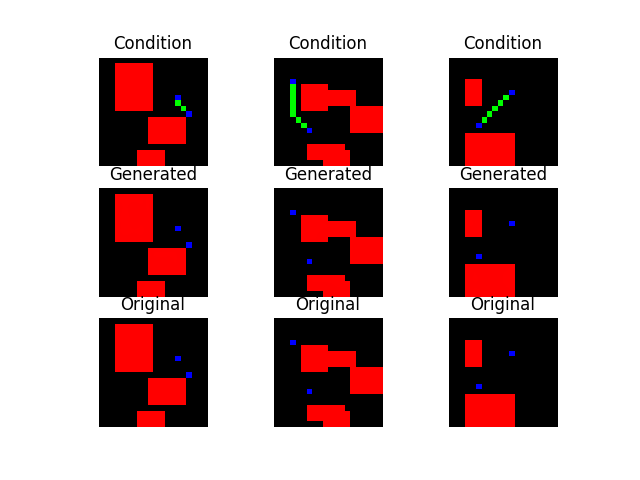 Condition Condition Condition
Generated Generated Generated
Original Original Original